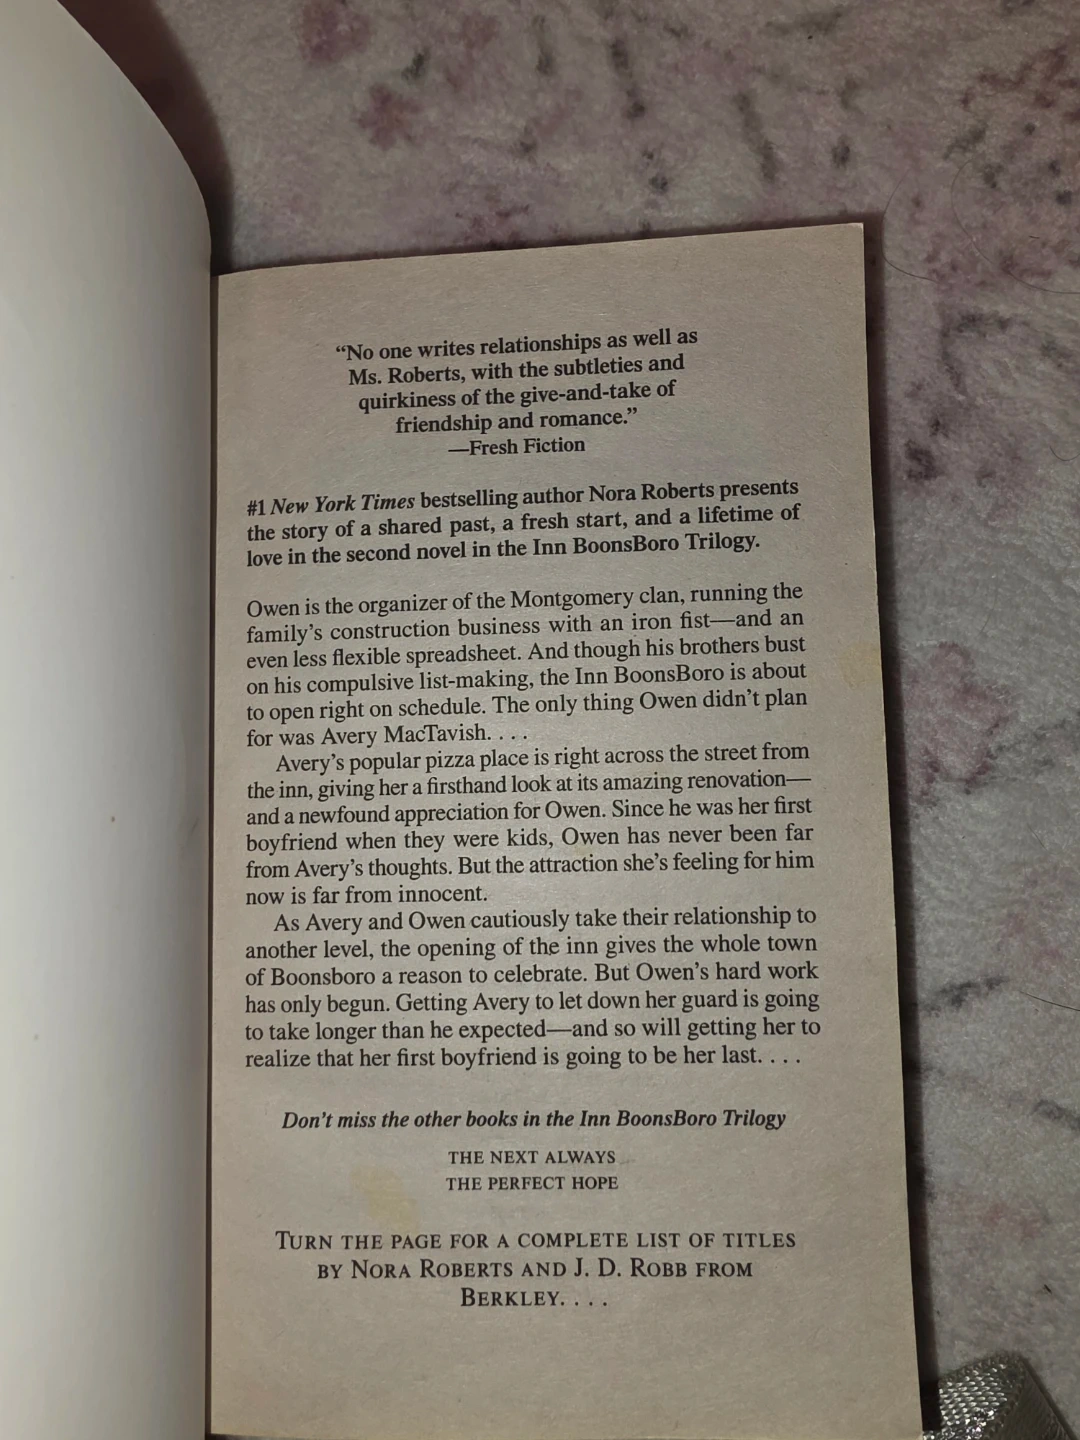 “No one writes relationships as well as
Ms. Roberts, with the subtleties and
quirkiness of the give-and-take of
friendship and romance.”
—Fresh Fiction
#1 New York Times bestselling author Nora Roberts presents
the story of a shared past, a fresh start, and a lifetime of
love in the second novel in the Inn BoonsBoro Trilogy.
Owen is the organizer of the Montgomery clan, running the
family’s construction business with an iron fist—and an
even less flexible spreadsheet. And though his brothers bust
on his compulsive list-making, the Inn BoonsBoro is about
to open right on schedule. The only thing Owen didn’t plan
for was Avery MacTavish. . . .
Avery’s popular pizza place is right across the street from
the inn, giving her a firsthand look at its amazing renovation—
and a newfound appreciation for Owen. Since he was her first
boyfriend when they were kids, Owen has never been far
from Avery’s thoughts. But the attraction she’s feeling for him
now is far from innocent.
As Avery and Owen cautiously take their relationship to
another level, the opening of the inn gives the whole town
of Boonsboro a reason to celebrate. But Owen’s hard work
has only begun. Getting Avery to let down her guard is going
to take longer than he expected—and so will getting her to
realize that her first boyfriend is going to be her last. . . .
Don’t miss the other books in the Inn BoonsBoro Trilogy
THE NEXT ALWAYS
THE PERFECT HOPE
TURN THE PAGE FOR A COMPLETE LIST OF TITLES
BY NORA ROBERTS AND J. D. ROBB FROM
BERKLEY. . . .